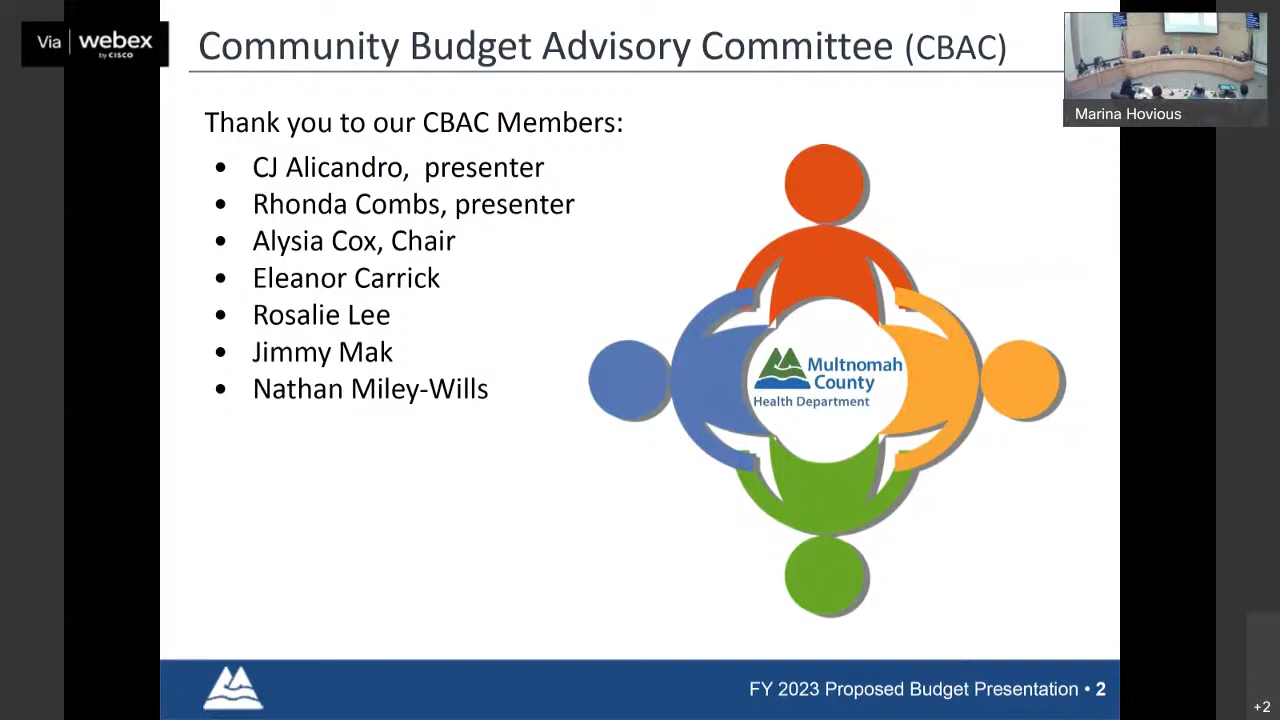 Via webex
by CISCO
Community Budget Advisory Committee (CBAC)
Marina Hovious
Thank you to our CBAC Members:
• CJ Alicandro, presenter
• Rhonda Combs, presenter
• Alysia Cox, Chair
• Eleanor Carrick
• Rosalie Lee
• Jimmy Mak
• Nathan Miley-Wills
Multnomah
County
Health Department
FY 2023 Proposed Budget Presentation • 2
+2